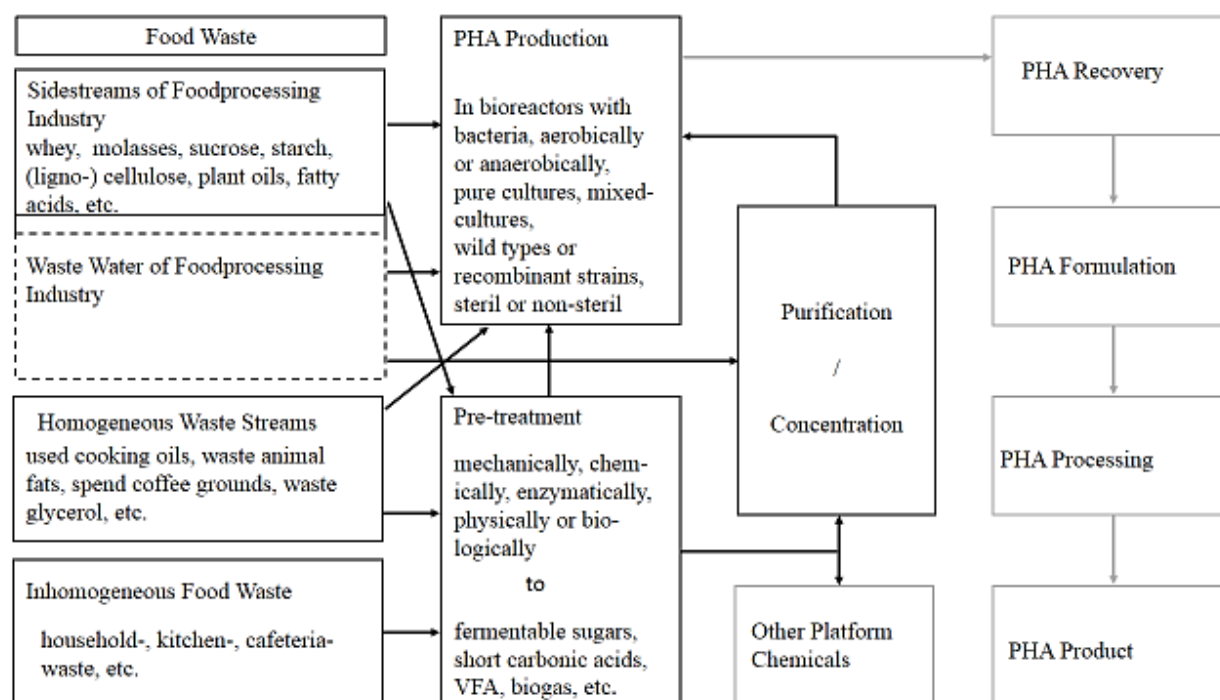 Food Waste
Sidestreams of Foodprocessing
Industry
whey, molasses, sucrose, starch,
(ligno-) cellulose, plant oils, fatty
acids, etc.
Waste Water of Foodprocessing
Industry
Homogeneous Waste Streams
used cooking oils, waste animal
fats, spend coffee grounds, waste
glycerol, etc.
Inhomogeneous Food Waste
household-, kitchen-, cafeteria-
waste, etc.
PHA Production
In bioreactors with
bacteria, aerobically
or anaerobically,
pure cultures, mixed-
cultures,
wild types or
recombinant strains,
steril or non-steril
Pre-treatment
mechanically, chem-
ically, enzymatically,
physically or bio-
logically
to
fermentable sugars,
short carbonic acids,
VFA, biogas, etc.
Purification
/
Concentration
Other Platform
Chemicals
PHA Recovery
PHA Formulation
PHA Processing
PHA Product